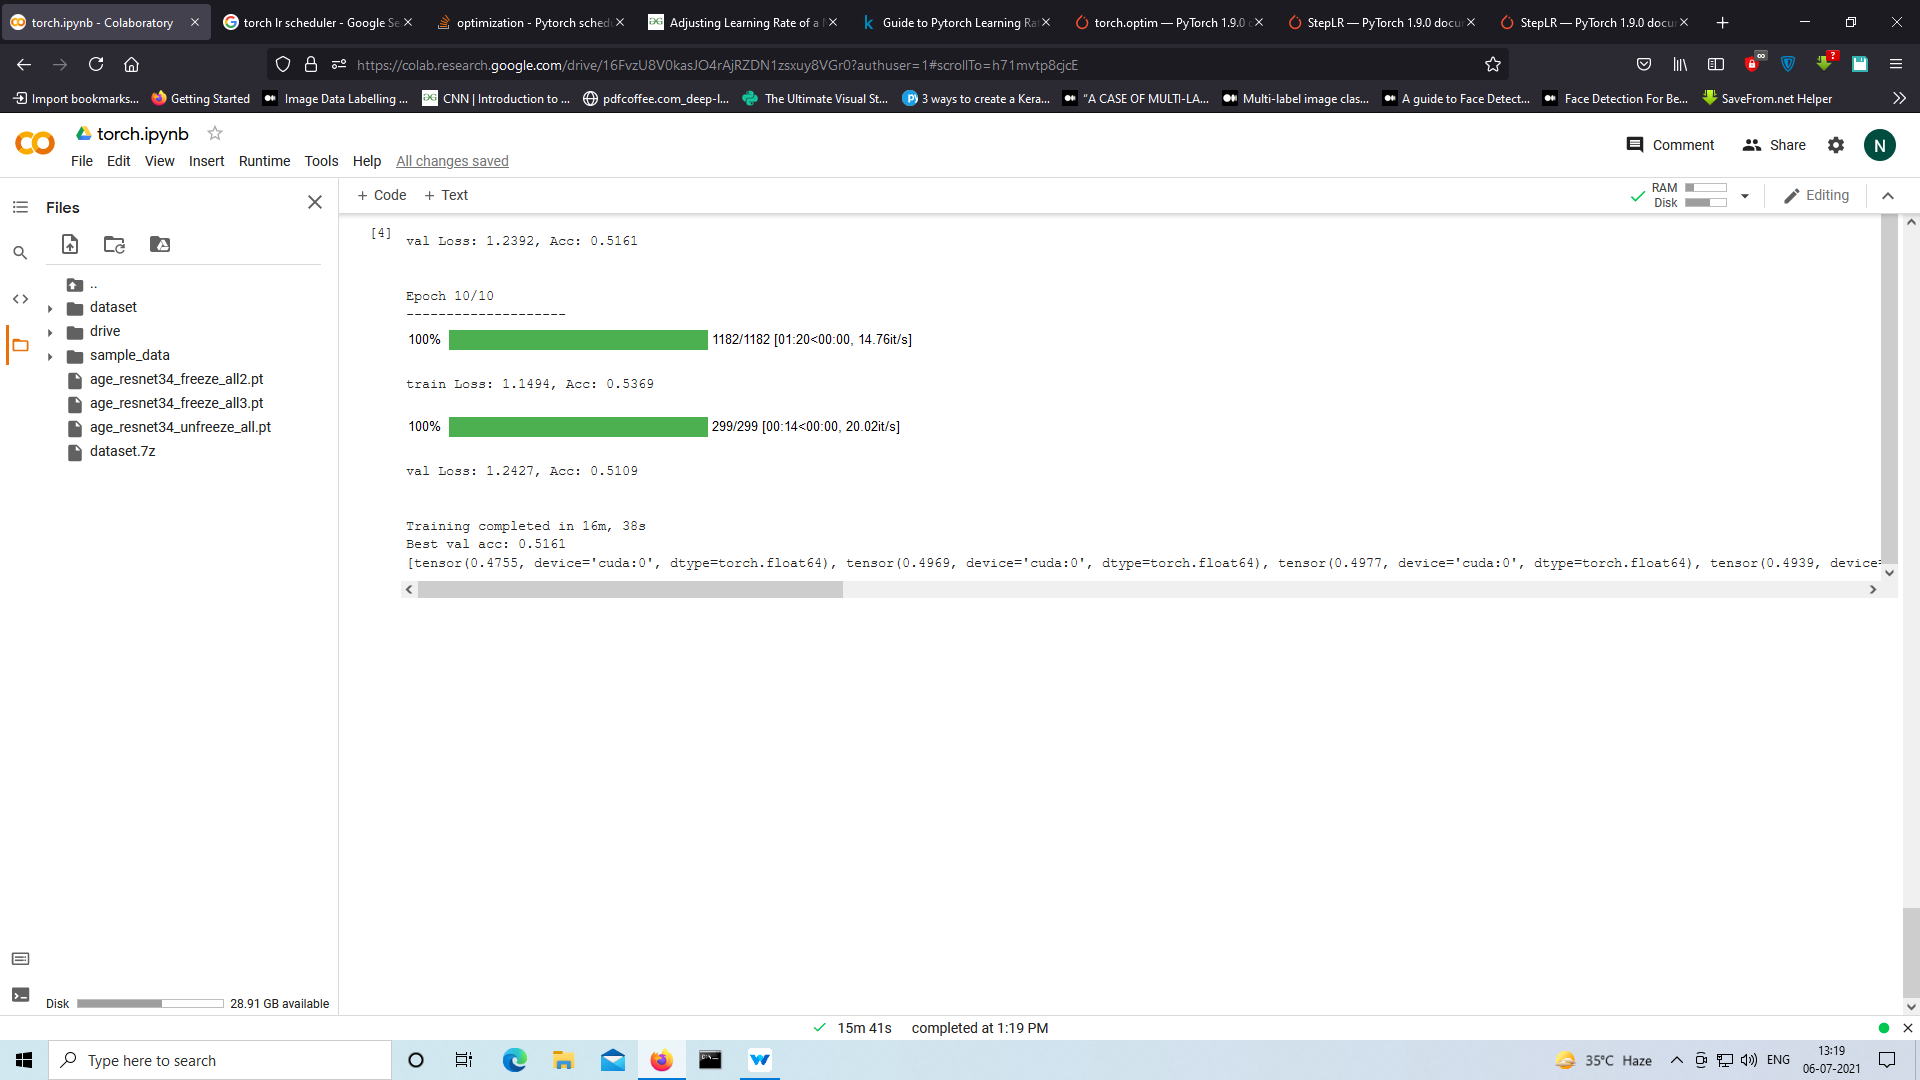 torch.ipynb - Colaboratory
torch lr scheduler - Google Se
optimization - Pytorch schedu
Adjusting Learning Rate of a N
Guide to Pytorch Learning Rat
torch.optim — PyTorch 1.9.0 d
StepLR — PyTorch 1.9.0 docu
StepLR — PyTorch 1.9.0 docu
https://colab.research.google.com/drive/16FvzU8V0kasJO4rAjRZDN1zsxuy8VGr0?authuser=1#scrollTo=h71mvtp8cjcE
Import bookmarks...
Getting Started
Image Data Labelling ...
CNN | Introduction to ...
pdfcoffee.com_deep-l...
The Ultimate Visual St...
3 ways to create a Kera...
"A CASE OF MULTI-LA...
Multi-label image clas...
A guide to Face Detect...
Face Detection For Be...
SaveFrom.net Helper
torch.ipynb
File Edit View Insert Runtime Tools Help All changes saved
Comment
Share
N
Files
+ Code + Text
RAM
Disk
Editing
..
dataset
drive
sample_data
age_resnet34_freeze_all2.pt
age_resnet34_freeze_all3.pt
age_resnet34_unfreeze_all.pt
dataset.7z
Disk 28.91 GB available
[4]
val Loss: 1.2392, Acc: 0.5161
Epoch 10/10
--------------------
100% 1182/1182 [01:20<00:00, 14.76it/s]
train Loss: 1.1494, Acc: 0.5369
100% 299/299 [00:14<00:00, 20.02it/s]
val Loss: 1.2427, Acc: 0.5109
Training completed in 16m, 38s
Best val acc: 0.5161
[tensor(0.4755, device='cuda:0', dtype=torch.float64), tensor(0.4969, device='cuda:0', dtype=torch.float64), tensor(0.4977, device='cuda:0', dtype=torch.float64), tensor(0.4939, device=
15m 41s completed at 1:19 PM
Type here to search
35°C Haze
ENG
13:19
06-07-2021